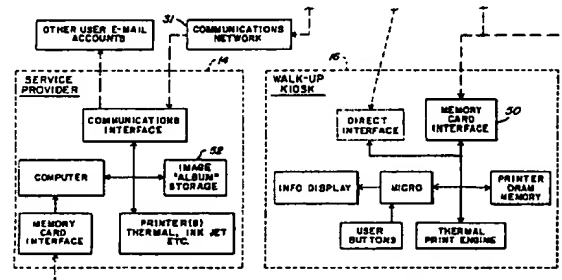 OTHER USER E-MAIL
ACCOUNTS
31
COMMUNICATIONS
NETWORK
14
SERVICE
PROVIDER
COMMUNICATIONS
INTERFACE
COMPUTER
52
IMAGE
"ALBUM"
STORAGE
MEMORY
CARD
INTERFACE
PRINTER(S)
THERMAL, INK JET
ETC.
16
WALK-UP
KIOSK
DIRECT
INTERFACE
MEMORY
CARD
INTERFACE
50
INFO DISPLAY
MICRO
PRINTER
DRAM
MEMORY
USER
BUTTONS
THERMAL
PRINT ENGINE